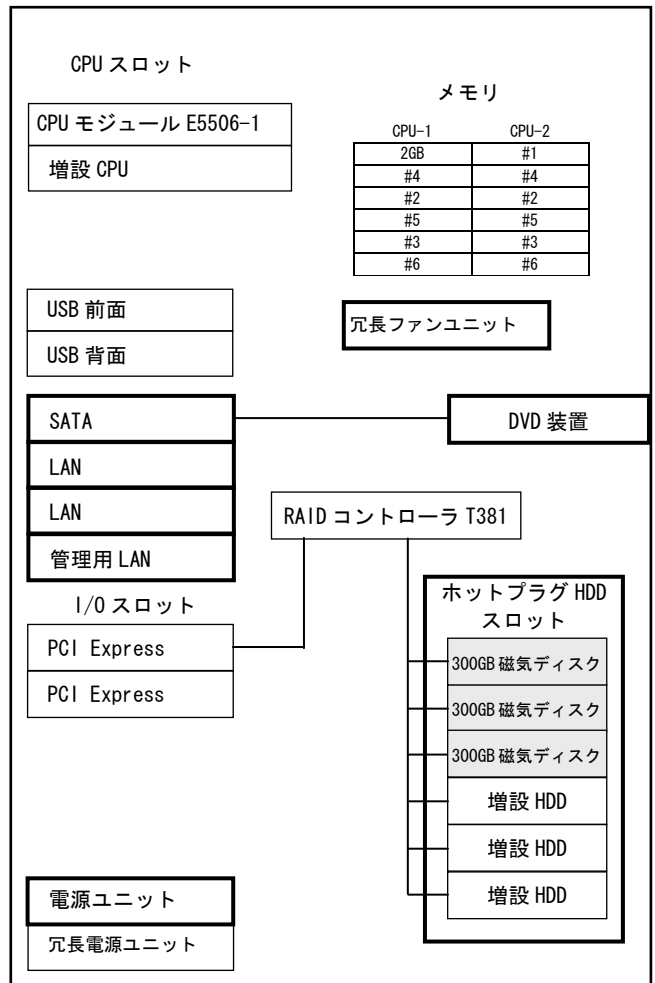 CPU スロット
CPU モジュール E5506-1
増設 CPU
メモリ
CPU-1 CPU-2
2GB #1
#4 #4
#2 #2
#5 #5
#3 #3
#6 #6
USB 前面
USB 背面
冗長ファンユニット
SATA
DVD 装置
LAN
LAN
管理用 LAN
RAID コントローラ T381
I/O スロット
PCI Express
PCI Express
ホットプラグ HDD
スロット
300GB 磁気ディスク
300GB 磁気ディスク
300GB 磁気ディスク
増設 HDD
増設 HDD
増設 HDD
電源ユニット
冗長電源ユニット